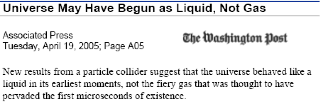 Universe May Have Begun as Liquid, Not Gas
Associated Press
Tuesday, April 19, 2005; Page A05
The Washington Post
New results from a particle collider suggest that the universe behaved like a
liquid in its earliest moments, not the fiery gas that was thought to have
pervaded the first microseconds of existence.